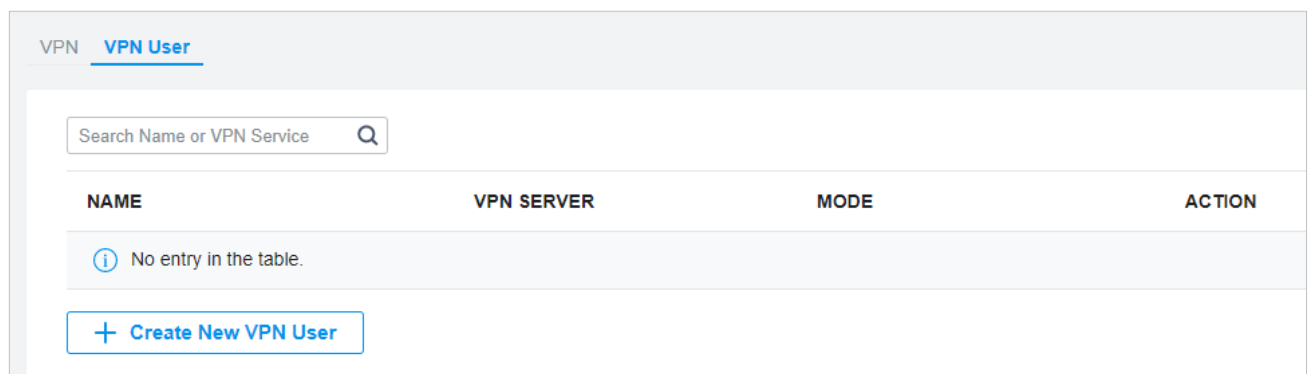 VPN VPN User
Search Name or VPN Service
NAME VPN SERVER MODE ACTION
No entry in the table.
Create New VPN User